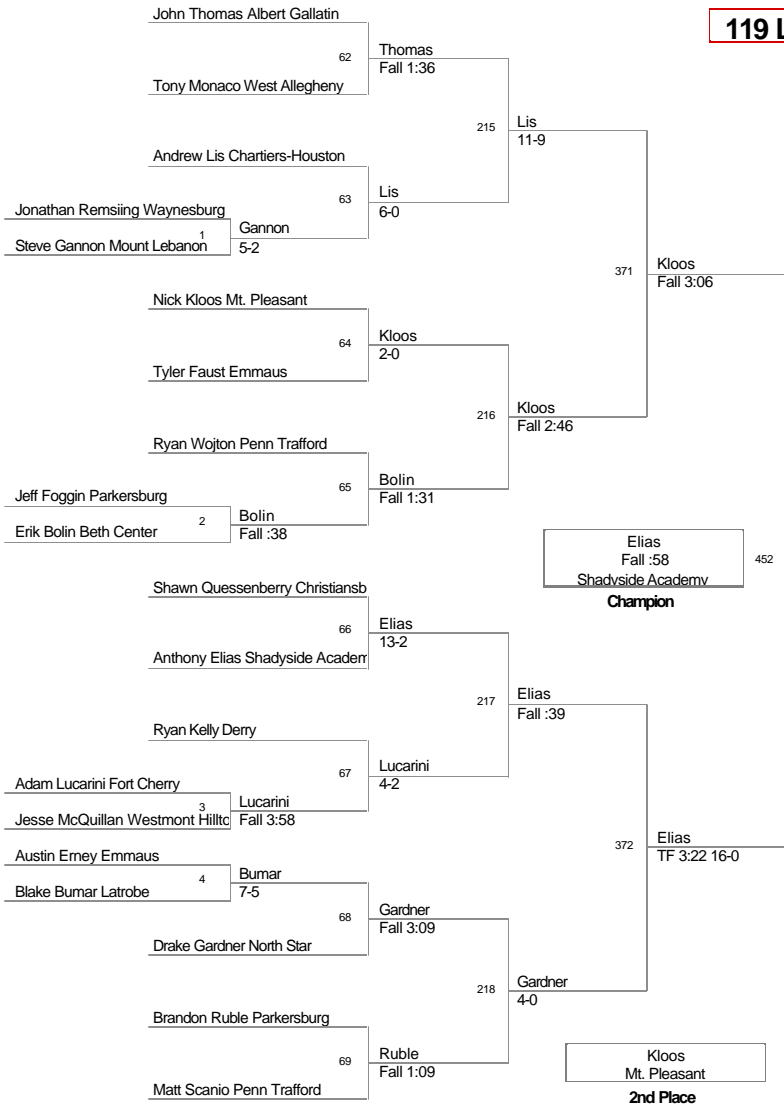 John Thomas Albert Gallatin
119 L
62
Thomas
Fall 1:36
Tony Monaco West Allegheny
215
Lis
11-9
Andrew Lis Chartiers-Houston
63
Lis
6-0
Jonathan Remsiing Waynesburg
1
Gannon
5-2
Steve Gannon Mount Lebanon
371
Kloos
Fall 3:06
Nick Kloos Mt. Pleasant
64
Kloos
2-0
Tyler Faust Emmaus
216
Kloos
Fall 2:46
Ryan Wojton Penn Trafford
65
Bolin
Fall 1:31
Jeff Foggin Parkersburg
2
Bolin
Fall :38
Erik Bolin Beth Center
Elias
Fall :58
Shadyside Academy
452
Champion
Shawn Quessenberry Christiansb
66
Elias
13-2
Anthony Elias Shadyside Academ
217
Elias
Fall :39
Ryan Kelly Derry
67
Lucarini
4-2
Adam Lucarini Fort Cherry
3
Lucarini
Fall 3:58
Jesse McQuillan Westmont Hillto
372
Elias
TF 3:22 16-0
Austin Erney Emmaus
4
Bumar
7-5
Blake Bumar Latrobe
68
Gardner
Fall 3:09
Drake Gardner North Star
218
Gardner
4-0
Brandon Ruble Parkersburg
69
Ruble
Fall 1:09
Matt Scanio Penn Trafford
Kloos
Mt. Pleasant
2nd Place